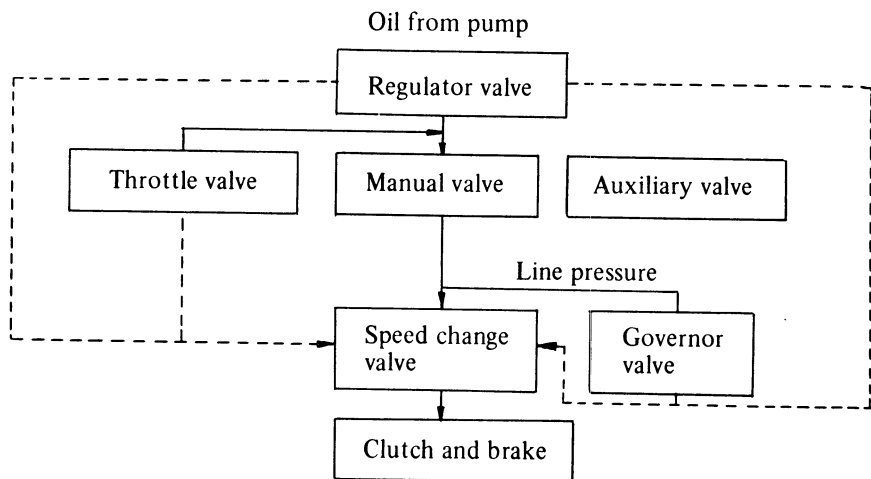 Oil from pump
Regulator valve
Throttle valve
Manual valve
Auxiliary valve
Line pressure
Speed change
valve
Governor
valve
Clutch and brake